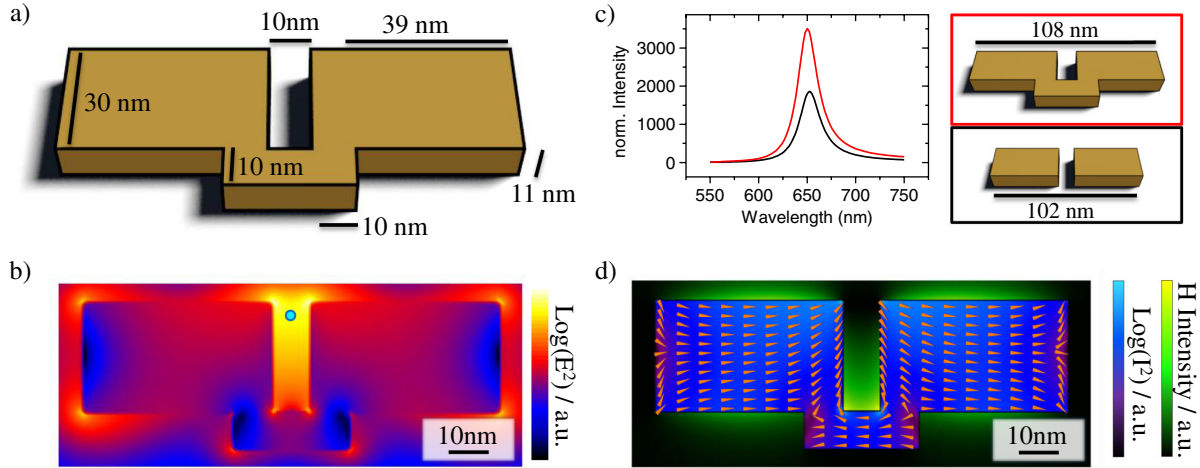 a)
10nm
39 nm
30 nm
10 nm
11 nm
10 nm
c)
norm. Intensity
3000
2000
1000
0
550
600
650
700
750
Wavelength (nm)
108 nm
102 nm
b)
10nm
Log(E²) / a.u.
d)
10nm
Log(I²) / a.u.
H Intensity / a.u.